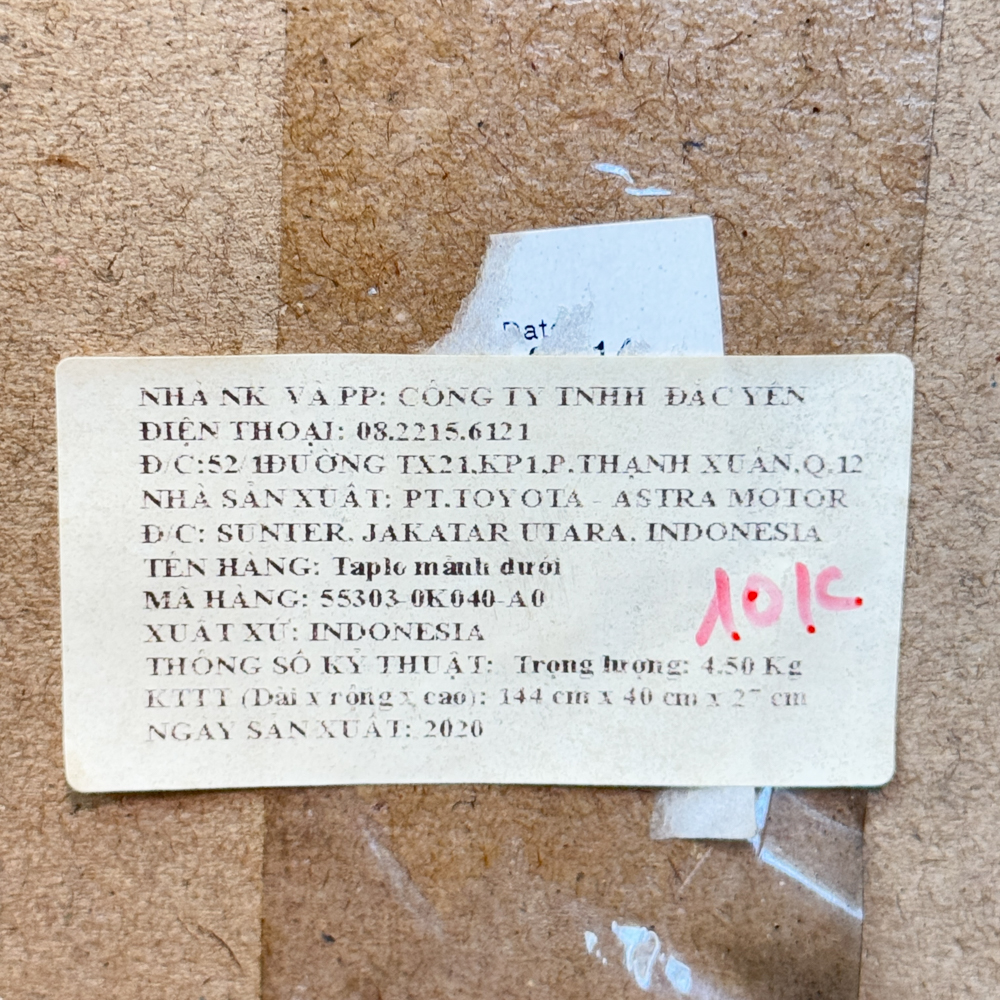 Date
NHÀ NK VÀ PP: CÔNG TY TNHH ĐẶC YÊN
ĐIỆN THOẠI: 08.2215.6121
Đ/C:52/1ĐƯỜNG TX21,KP1,P.THẠNH XUÂN,Q.12
NHÀ SẢN XUẤT: PT.TOYOTA - ASTRA MOTOR
Đ/C: SUNTER, JAKATAR UTARA, INDONESIA
TÊN HÀNG: Taplo mảnh dưới
MÃ HÀNG: 55303-0K040-A0
XUẤT XỨ: INDONESIA
THÔNG SỐ KỸ THUẬT: Trọng lượng: 4.50 Kg
KTTT (Dài x rộng x cao): 144 cm x 40 cm x 27 cm
NGÀY SẢN XUẤT: 2020